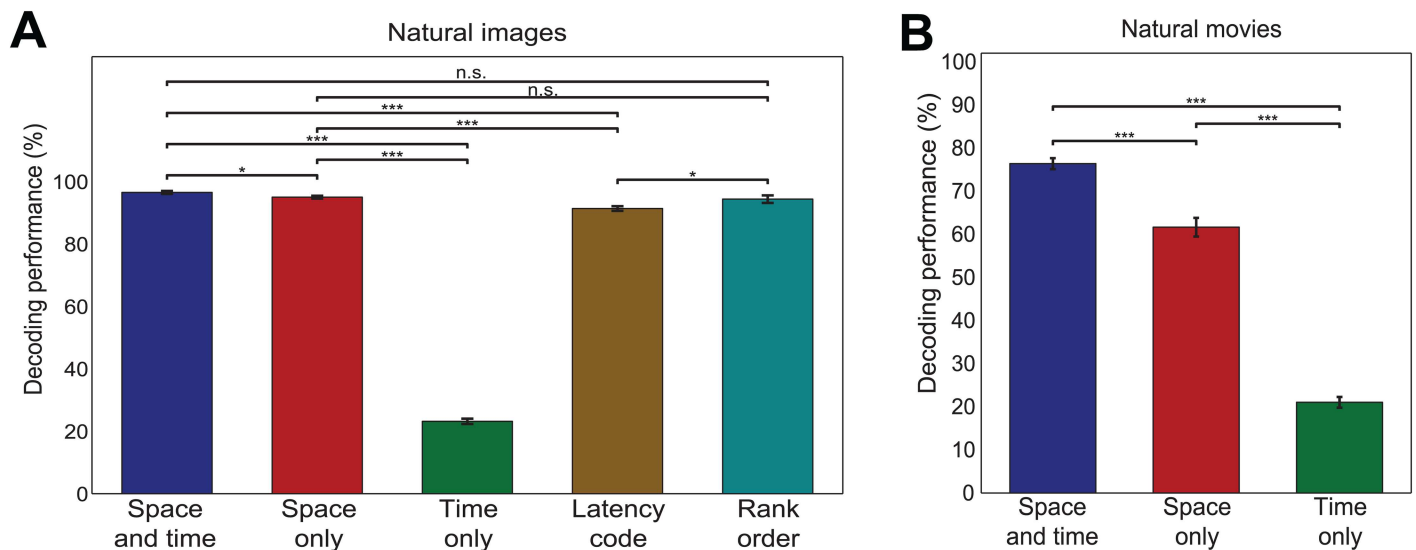 A
Natural images
n.s.
n.s.
***
***
***
***
*
*
Decoding performance (%)
100
80
60
40
20
0
Space
and time
Space
only
Time
only
Latency
code
Rank
order
B
Natural movies
***
***
***
Decoding performance (%)
100
90
80
70
60
50
40
30
20
10
0
Space
and time
Space
only
Time
only